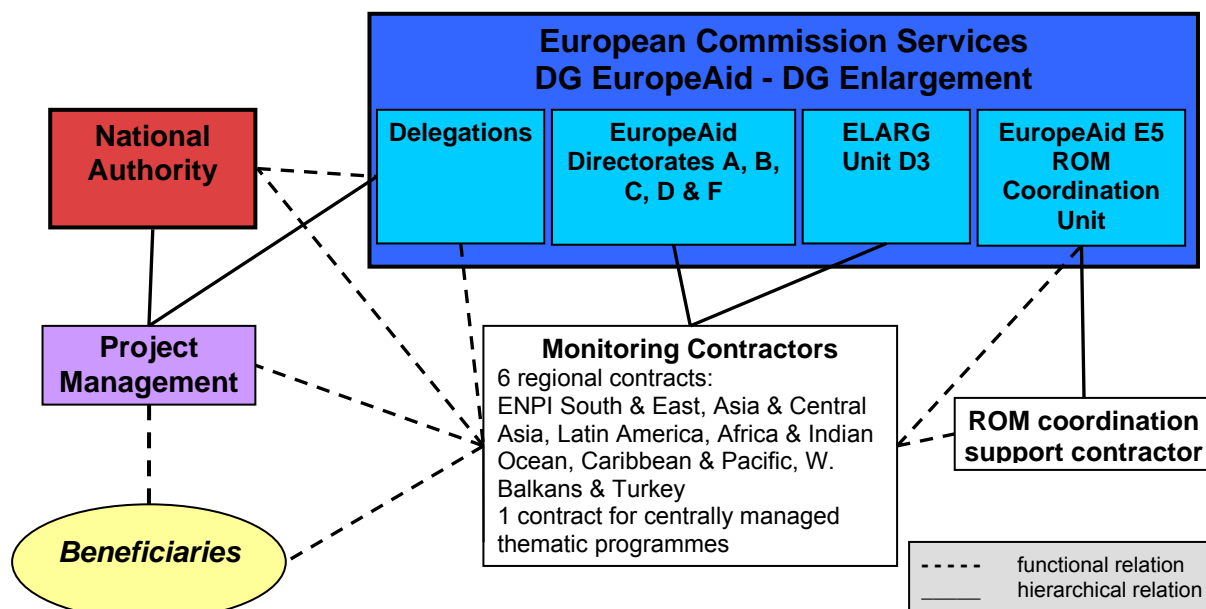 European Commission Services
DG EuropeAid - DG Enlargement
National
Authority
Delegations
EuropeAid
Directorates A, B,
C, D & F
ELARG
Unit D3
EuropeAid E5
ROM
Coordination
Unit
Project
Management
Monitoring Contractors
6 regional contracts:
ENPI South & East, Asia & Central
Asia, Latin America, Africa & Indian
Ocean, Caribbean & Pacific, W.
Balkans & Turkey
1 contract for centrally managed
thematic programmes
ROM coordination
support contractor
Beneficiaries
functional relation
hierarchical relation